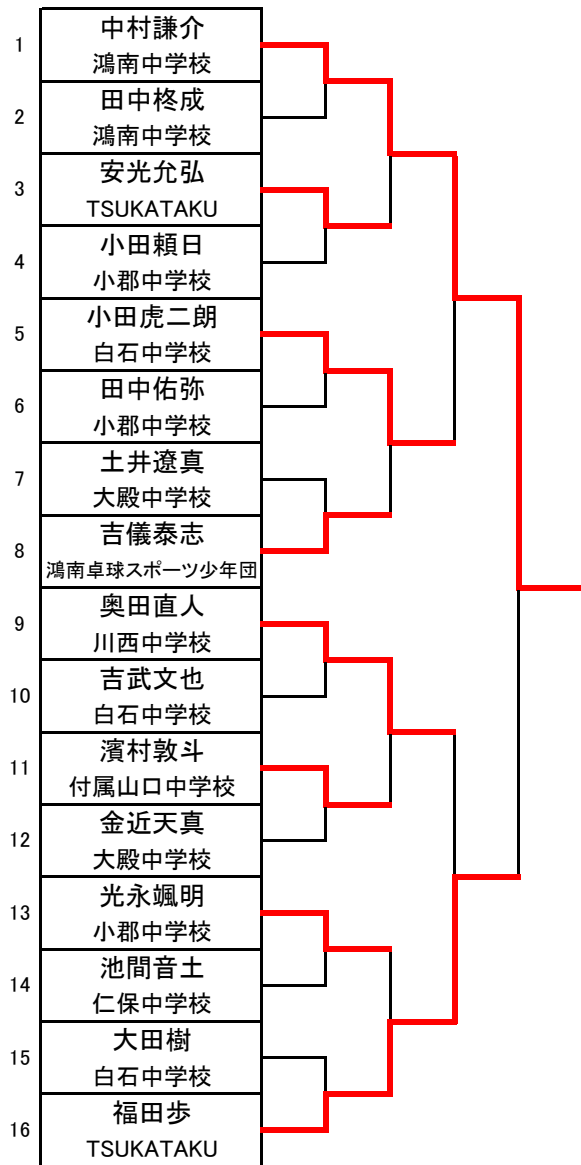 1
中村謙介
鴻南中学校
2
田中柊成
鴻南中学校
3
安光允弘
TSUKATAKU
4
小田頼日
小郡中学校
5
小田虎二朗
白石中学校
6
田中佑弥
小郡中学校
7
土井遼真
大殿中学校
8
吉儀泰志
鴻南卓球スポーツ少年団
9
奥田直人
川西中学校
10
吉武文也
白石中学校
11
濱村敦斗
付属山口中学校
12
金近天真
大殿中学校
13
光永颯明
小郡中学校
14
池間音土
仁保中学校
15
大田樹
白石中学校
16
福田歩
TSUKATAKU